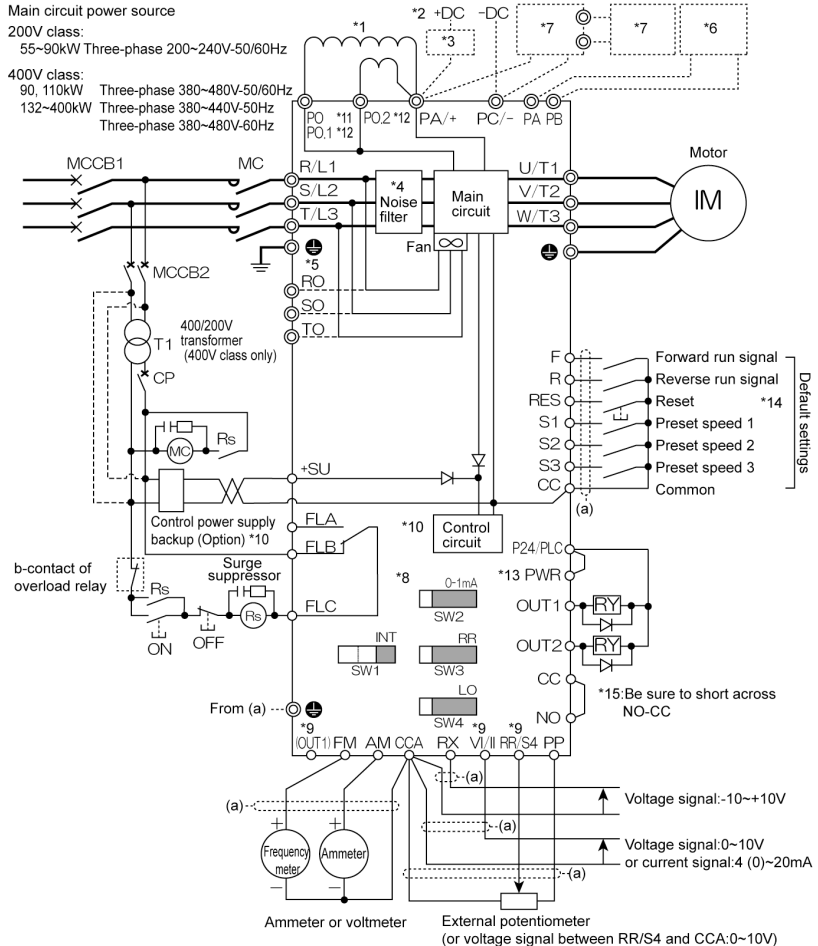 Main circuit power source
200V class:
55~90kW Three-phase 200~240V-50/60Hz
400V class:
90, 110kW Three-phase 380~480V-50/60Hz
132~400kW Three-phase 380~440V-50Hz
Three-phase 380~480V-60Hz
*1
*2 +DC -DC
*3
*7
*7
*6
PO *11 PO.2 *12 PA/+ PC/- PA PB
PO.1 *12
MCCB1 MC
R/L1
S/L2
T/L3
*4
Noise
filter
Main
circuit
Fan
U/T1
V/T2
W/T3
Motor
IM
*5
RO
SO
TO
MCCB2
T1
400/200V
transformer
(400V class only)
CP
MC
Rs
Control power supply
backup (Option) *10
+SU
FLA
FLB
FLC
*10
Control
circuit
b-contact of
overload relay
Rs
ON
OFF
Surge
suppressor
Rs
*8
0-1mA
SW2
INT
SW1
RR
SW3
LO
SW4
F Forward run signal
R Reverse run signal
RES Reset *14
S1 Preset speed 1
S2 Preset speed 2
S3 Preset speed 3
CC Common
Default settings
(a)
P24/PLC
*13 PWR
OUT1 RY
OUT2 RY
CC
NO
*15:Be sure to short across
NO-CC
From (a)
*9 *9 *9
(OUT1) FM AM CCA RX VI/II RR/S4 PP
(a)
(a)
(a)
(a)
Voltage signal:-10~+10V
Voltage signal:0~10V
or current signal:4 (0)~20mA
+ +
Frequency
meter
Ammeter
− −
Ammeter or voltmeter
External potentiometer
(or voltage signal between RR/S4 and CCA:0~10V)